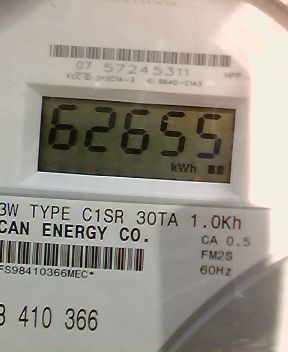 07 57245311
HPP
62655
kWh
3W TYPE C1SR 30TA 1.0Kh
CAN ENERGY CO.
CA 0.5
FM2S
60Hz
FS98410366MEC*
410 366